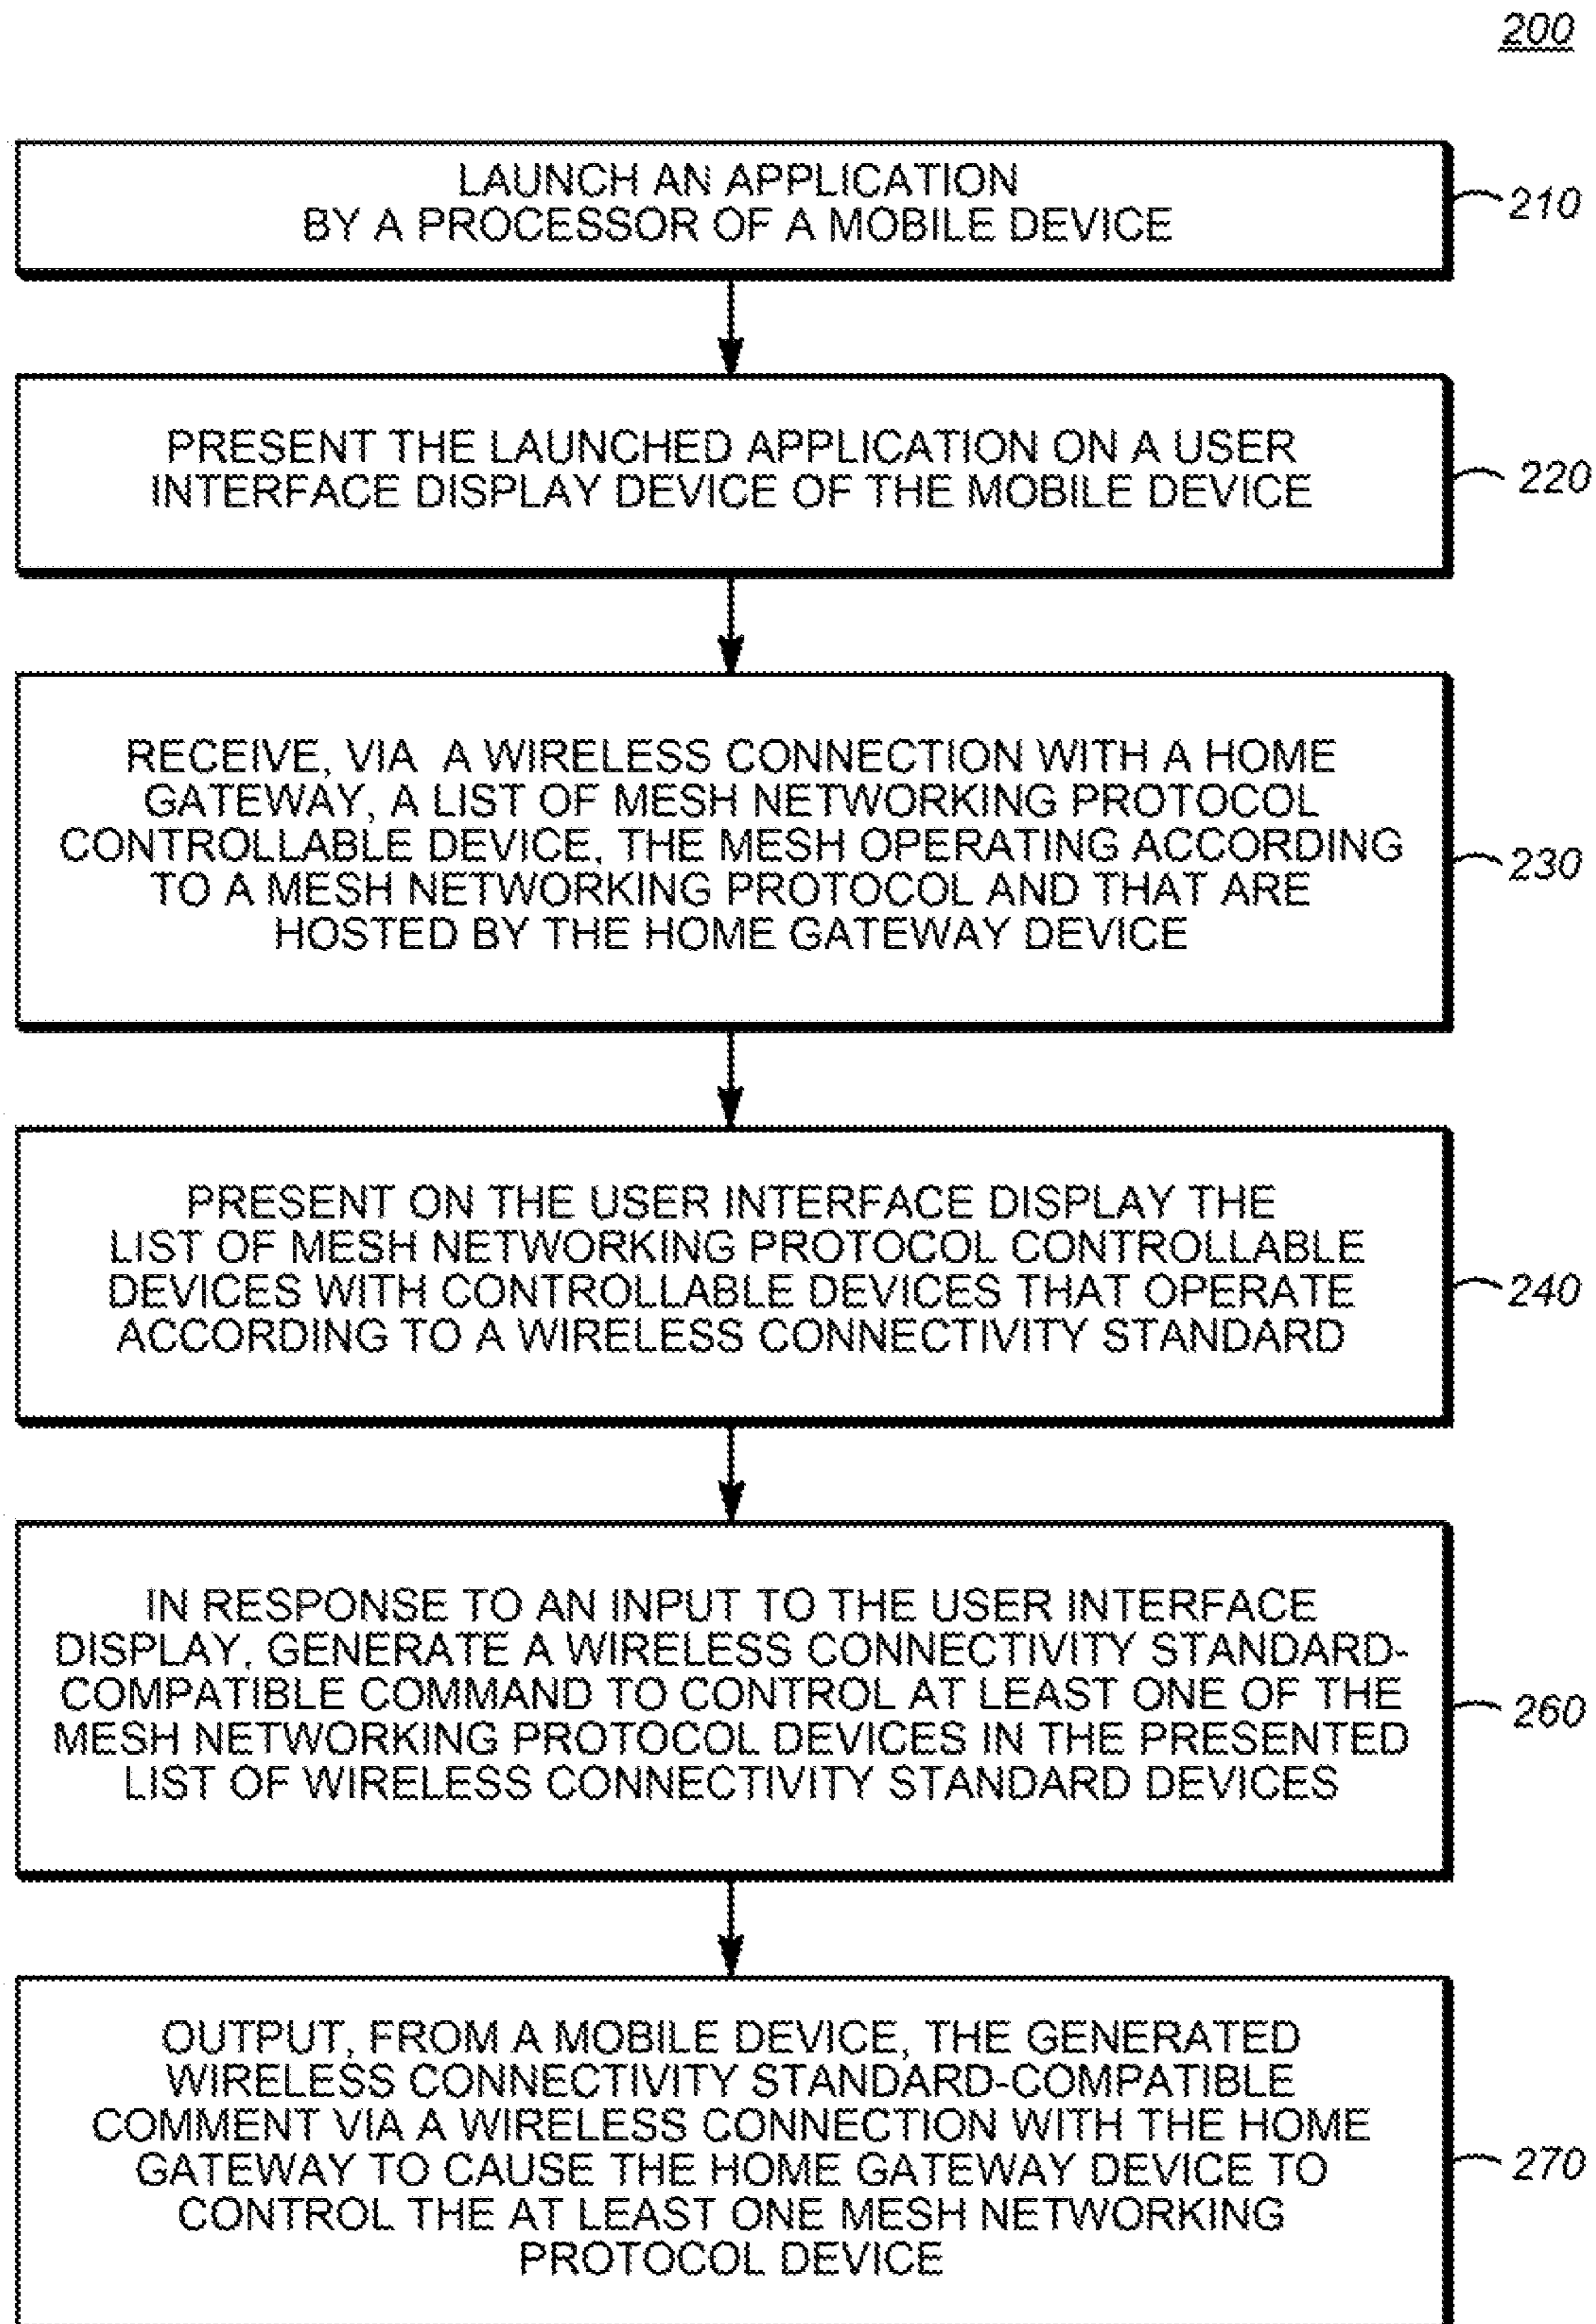 200
LAUNCH AN APPLICATION
BY A PROCESSOR OF A MOBILE DEVICE
210
PRESENT THE LAUNCHED APPLICATION ON A USER
INTERFACE DISPLAY DEVICE OF THE MOBILE DEVICE
220
RECEIVE, VIA A WIRELESS CONNECTION WITH A HOME
GATEWAY, A LIST OF MESH NETWORKING PROTOCOL
CONTROLLABLE DEVICE, THE MESH OPERATING ACCORDING
TO A MESH NETWORKING PROTOCOL AND THAT ARE
HOSTED BY THE HOME GATEWAY DEVICE
230
PRESENT ON THE USER INTERFACE DISPLAY THE
LIST OF MESH NETWORKING PROTOCOL CONTROLLABLE
DEVICES WITH CONTROLLABLE DEVICES THAT OPERATE
ACCORDING TO A WIRELESS CONNECTIVITY STANDARD
240
IN RESPONSE TO AN INPUT TO THE USER INTERFACE
DISPLAY, GENERATE A WIRELESS CONNECTIVITY STANDARD-
COMPATIBLE COMMAND TO CONTROL AT LEAST ONE OF THE
MESH NETWORKING PROTOCOL DEVICES IN THE PRESENTED
LIST OF WIRELESS CONNECTIVITY STANDARD DEVICES
260
OUTPUT, FROM A MOBILE DEVICE, THE GENERATED
WIRELESS CONNECTIVITY STANDARD-COMPATIBLE
COMMENT VIA A WIRELESS CONNECTION WITH THE HOME
GATEWAY TO CAUSE THE HOME GATEWAY DEVICE TO
CONTROL THE AT LEAST ONE MESH NETWORKING
PROTOCOL DEVICE
270